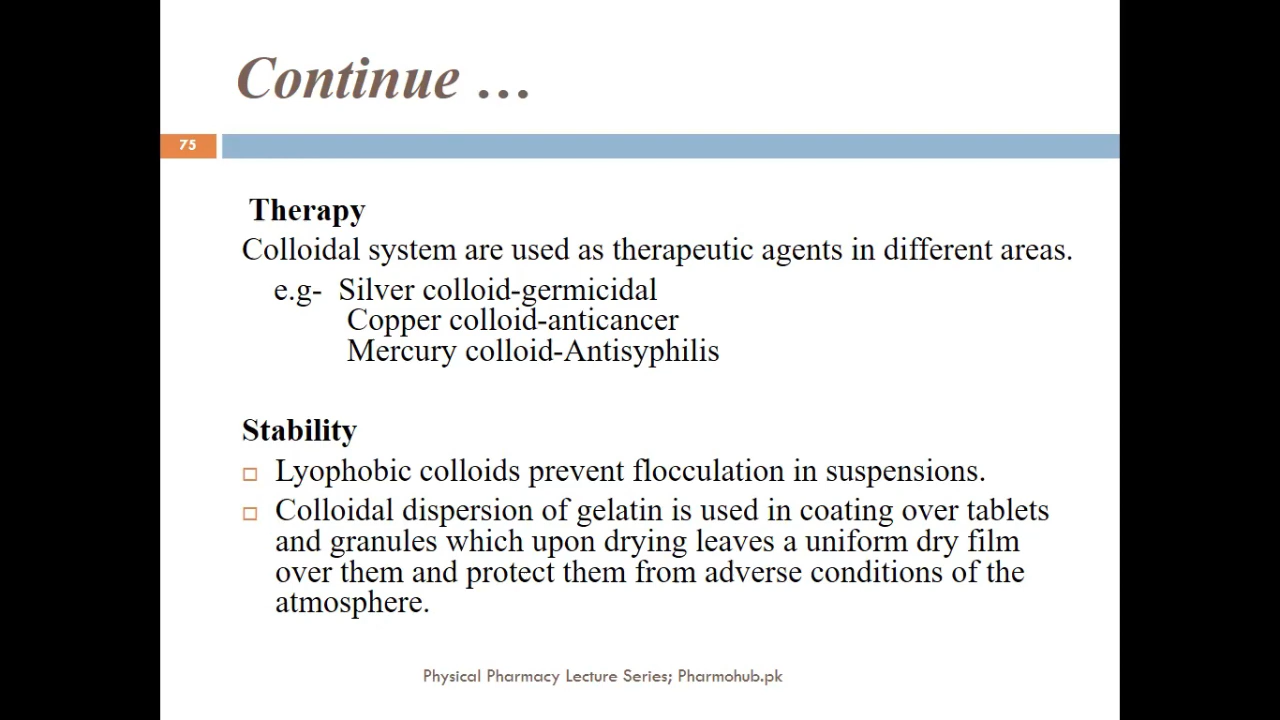 Continue …
75
Therapy
Colloidal system are used as therapeutic agents in different areas.
e.g- Silver colloid-germicidal
Copper colloid-anticancer
Mercury colloid-Antisyphilis
Stability
Lyophobic colloids prevent flocculation in suspensions.
Colloidal dispersion of gelatin is used in coating over tablets
and granules which upon drying leaves a uniform dry film
over them and protect them from adverse conditions of the
atmosphere.
Physical Pharmacy Lecture Series; Pharmohub.pk